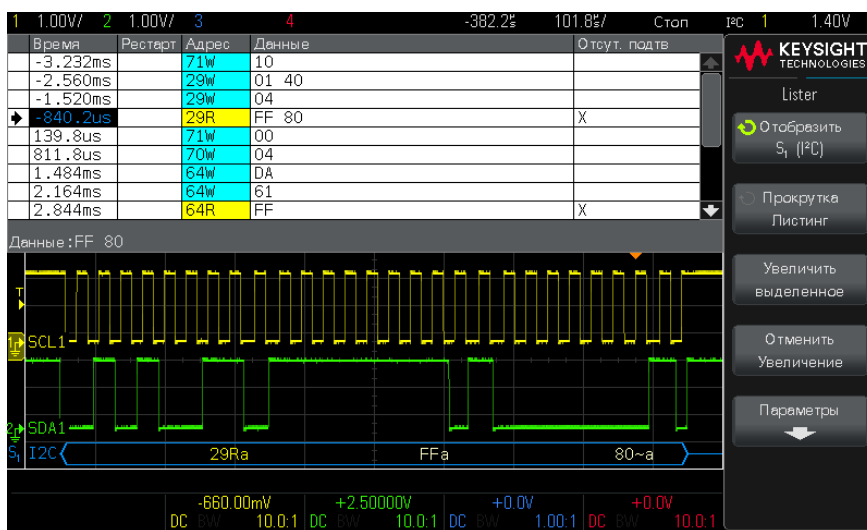 1 1.00V/ 2 1.00V/ 3 4 -382.2㎲ 101.8㎲/ Стоп I²C 1 1.40V
Время Рестарт Адрес Данные Отсут. подтв
-3.232ms 71W 10
-2.560ms 29W 01 40
-1.520ms 29W 04
-840.2us 29R FF 80 X
139.8us 71W 00
811.8us 70W 04
1.484ms 64W DA
2.164ms 64W 61
2.844ms 64R FF X
Данные:FF 80
T
1 SCL1
2 SDA1
S₁ I2C 29Ra FFa 80~a
-660.00mV +2.50000V +0.0V +0.0V
DC BW 10.0:1 DC BW 10.0:1 DC BW 1.00:1 DC BW 10.0:1
KEYSIGHT
TECHNOLOGIES
Lister
Отобразить
S₁ (I²C)
Прокрутка
Листинг
Увеличить
выделенное
Отменить
Увеличение
Параметры